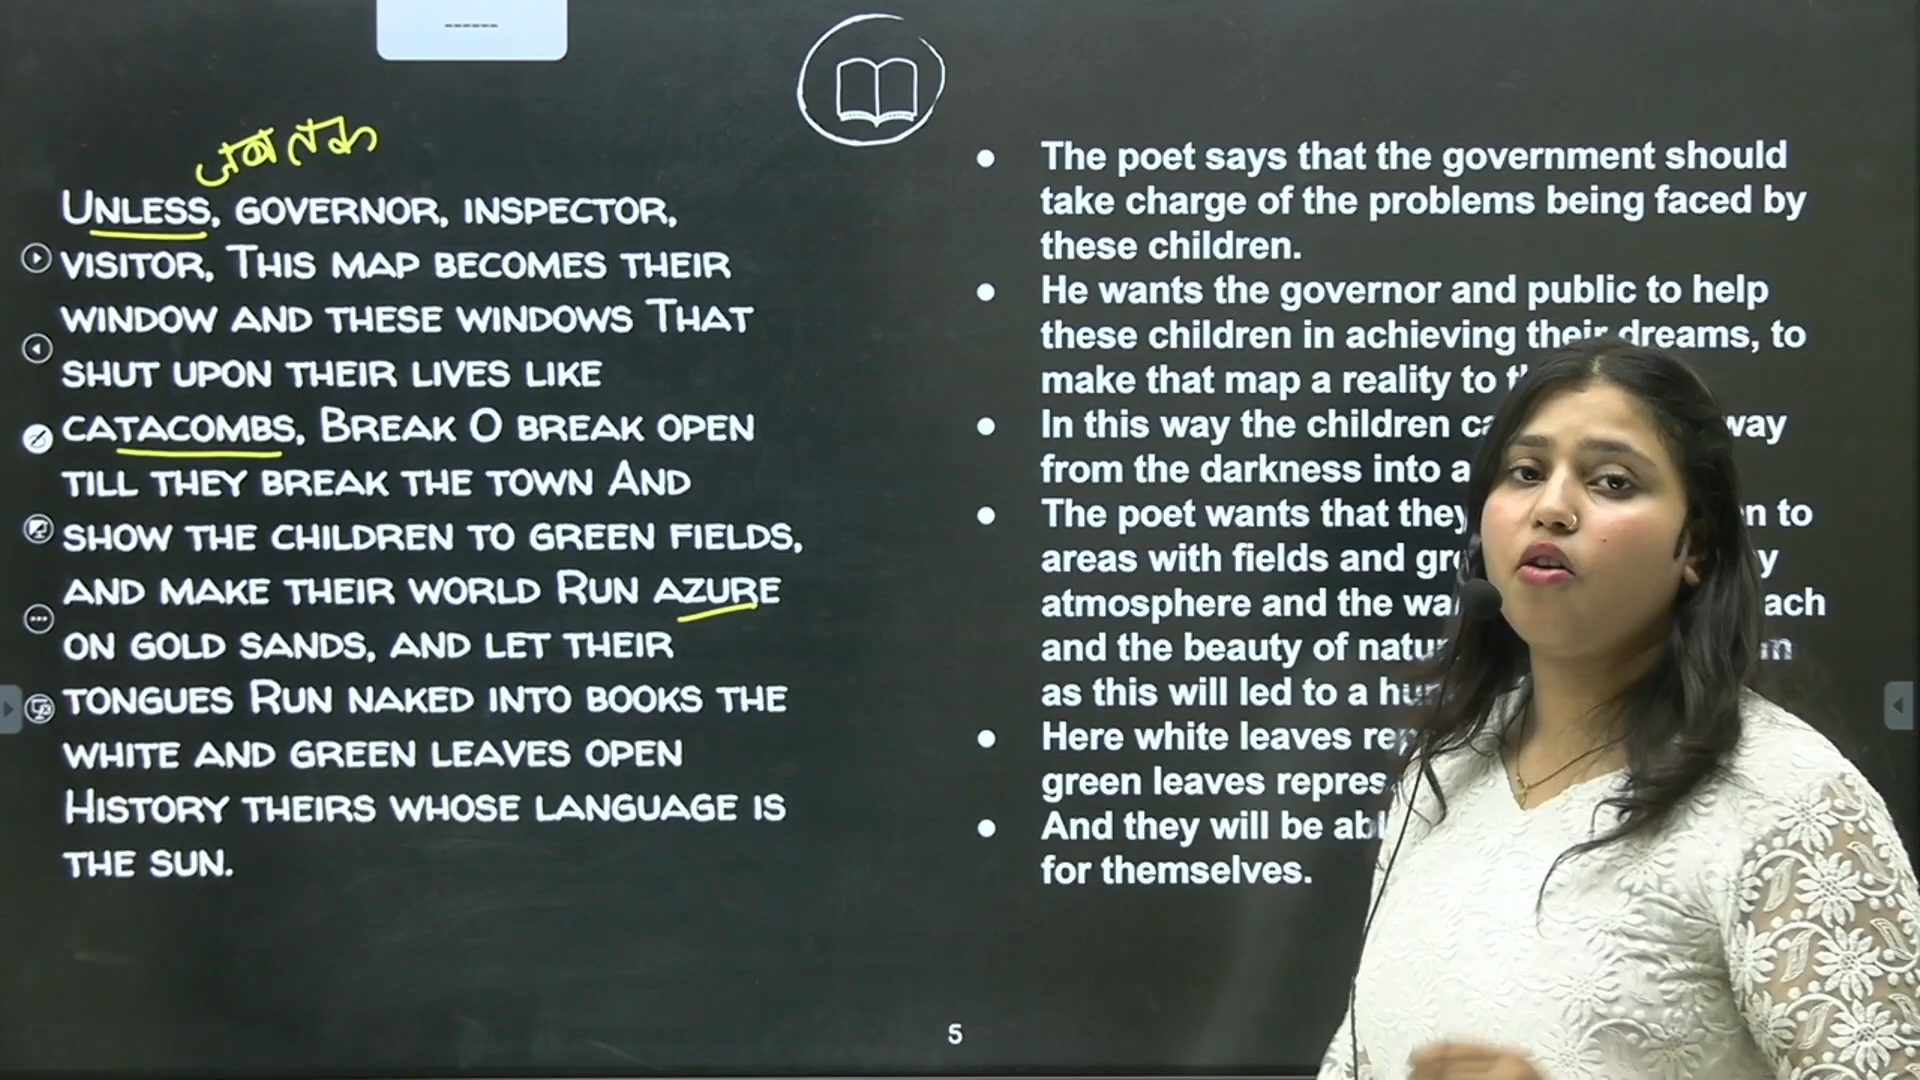 ------
जब तक
UNLESS, GOVERNOR, INSPECTOR,
VISITOR, THIS MAP BECOMES THEIR
WINDOW AND THESE WINDOWS THAT
SHUT UPON THEIR LIVES LIKE
CATACOMBS, BREAK O BREAK OPEN
TILL THEY BREAK THE TOWN AND
SHOW THE CHILDREN TO GREEN FIELDS,
AND MAKE THEIR WORLD RUN AZURE
ON GOLD SANDS, AND LET THEIR
TONGUES RUN NAKED INTO BOOKS THE
WHITE AND GREEN LEAVES OPEN
HISTORY THEIRS WHOSE LANGUAGE IS
THE SUN.
● The poet says that the government should
take charge of the problems being faced by
these children.
● He wants the governor and public to help
these children in achieving their dreams, to
make that map a reality to
● In this way the children way
from the darkness into a
● The poet wants that they to
areas with fields and
atmosphere and the
and the beauty of
as this will led to a
● Here white leaves
green leaves
● And they will be
for themselves.
5